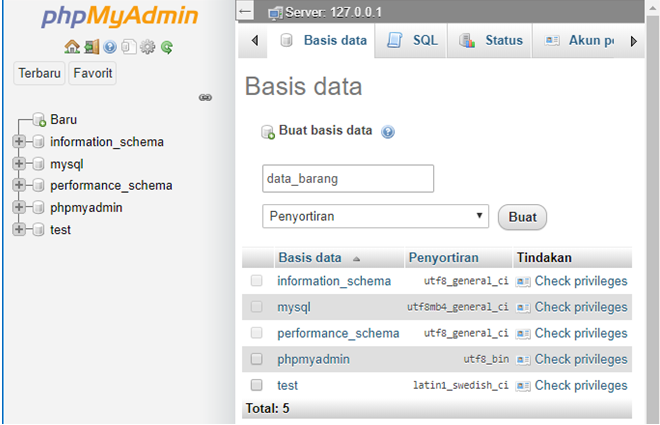 phpMyAdmin
Terbaru Favorit
Baru
information_schema
mysql
performance_schema
phpmyadmin
test
Server: 127.0.0.1
Basis data SQL Status Akun pe
Basis data
Buat basis data
data_barang
Penyortiran Buat
Basis data Penyortiran Tindakan
information_schema utf8_general_ci Check privileges
mysql utf8mb4_general_ci Check privileges
performance_schema utf8_general_ci Check privileges
phpmyadmin utf8_bin Check privileges
test latin1_swedish_ci Check privileges
Total: 5